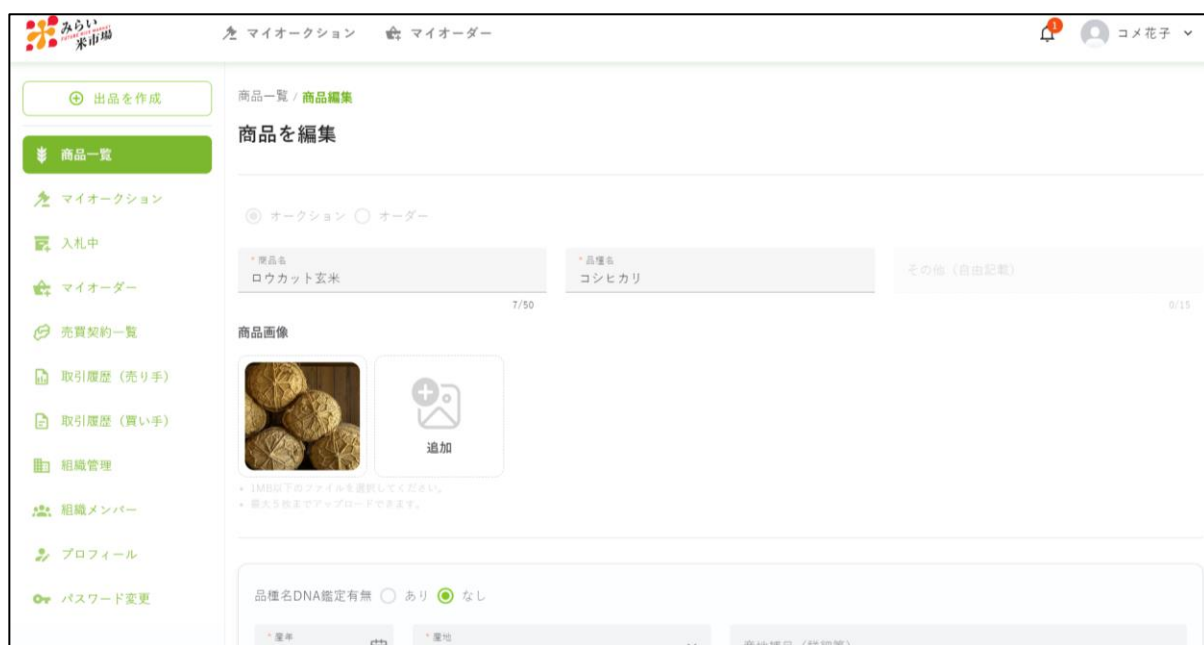 みらい
米市場
マイオークション マイオーダー
1
コメ花子
出品を作成
商品一覧
マイオークション
入札中
マイオーダー
売買契約一覧
取引履歴（売り手）
取引履歴（買い手）
組織管理
組織メンバー
プロフィール
パスワード変更
商品一覧 / 商品編集
商品を編集
オークション オーダー
* 商品名
ロウカット玄米
7/50
* 品種名
コシヒカリ
その他（自由記載）
0/15
商品画像
追加
• 1MB以下のファイルを選択してください。
• 最大5枚までアップロードできます。
品種名DNA鑑定有無 あり なし
* 産年
* 産地